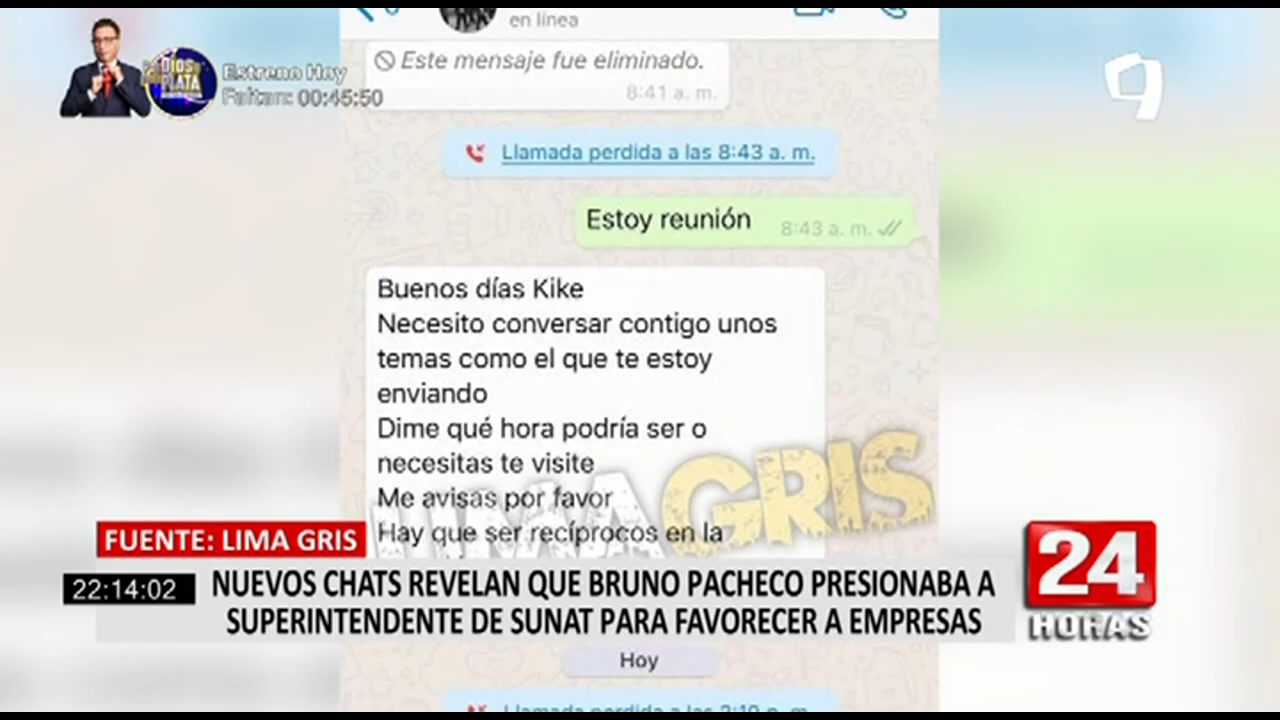 en línea
Este mensaje fue eliminado.
8:41 a. m.
DIOS
PLATA
Estreno Hoy
Faltan: 00:45:50
Llamada perdida a las 8:43 a. m.
Estoy reunión
8:43 a. m.
Buenos días Kike
Necesito conversar contigo unos
temas como el que te estoy
enviando
Dime qué hora podría ser o
necesitas te visite
Me avisas por favor
Hay que ser recíprocos en la
LIMA GRIS
FUENTE: LIMA GRIS
22:14:02
NUEVOS CHATS REVELAN QUE BRUNO PACHECO PRESIONABA A
SUPERINTENDENTE DE SUNAT PARA FAVORECER A EMPRESAS
24
HORAS
Hoy
Llamada perdida a las 2:10 p. m.